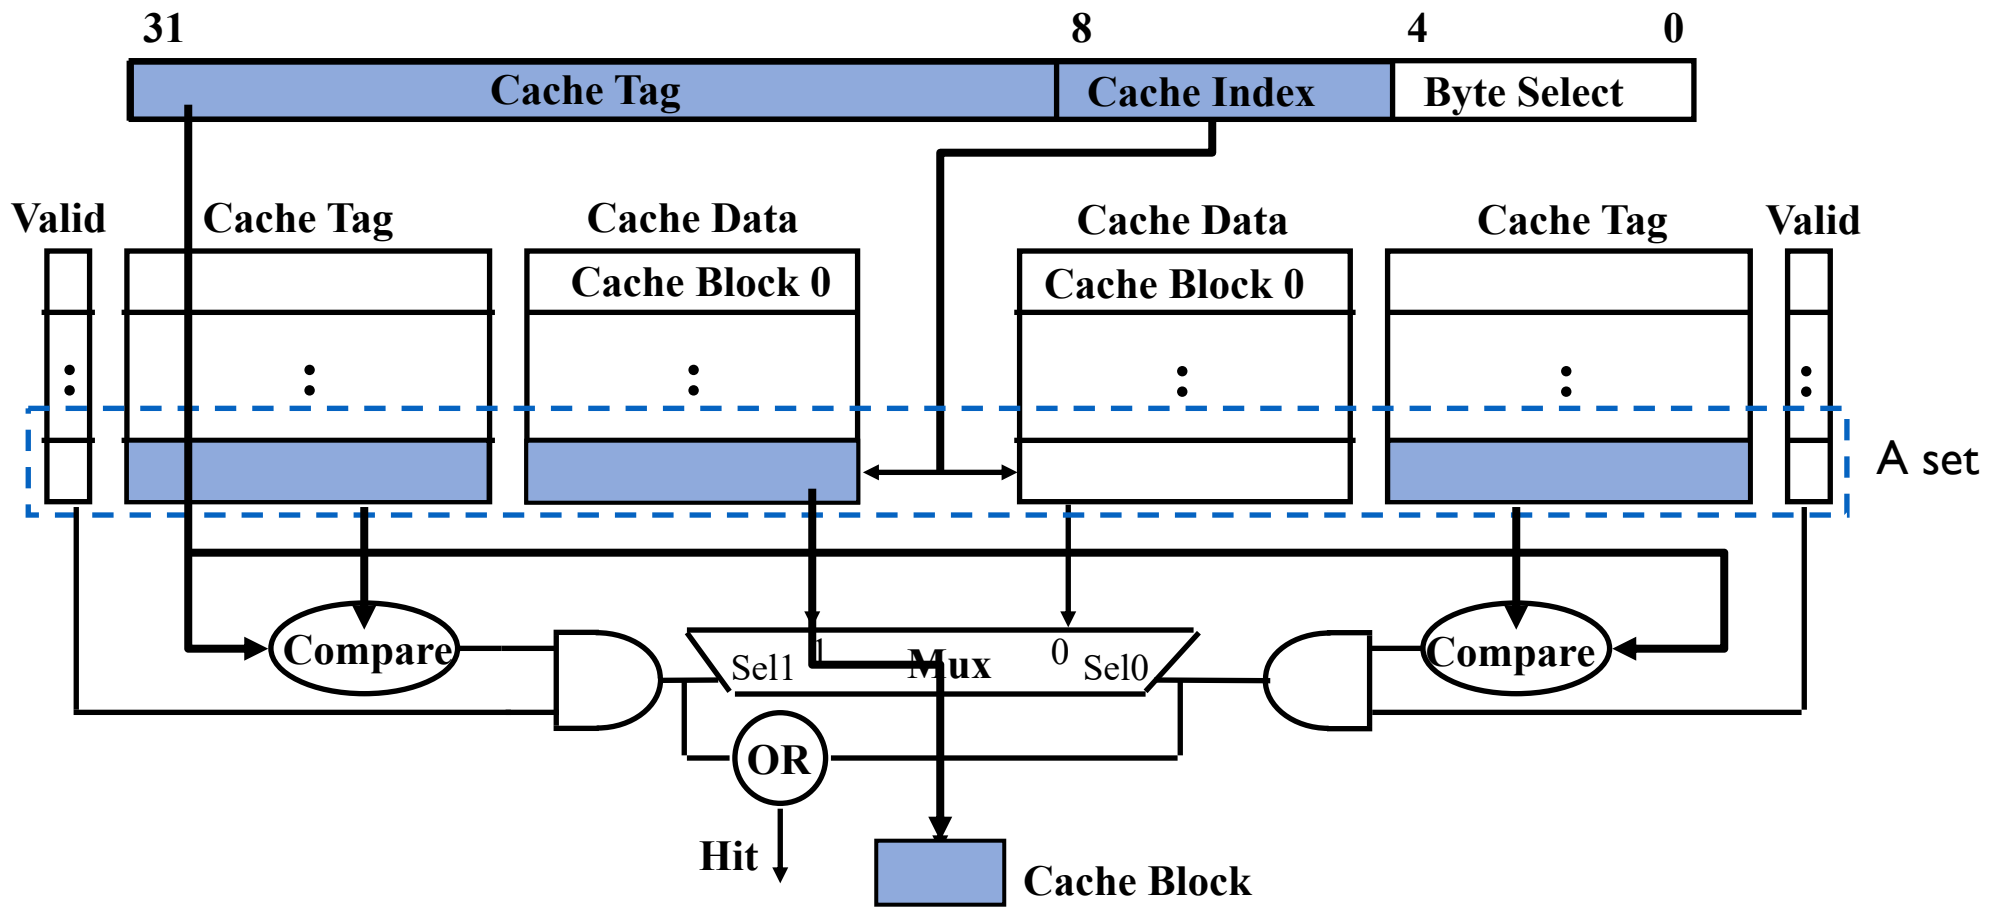 31 8 4 0
Cache Tag Cache Index Byte Select
Valid Cache Tag Cache Data Cache Data Cache Tag Valid
Cache Block 0 Cache Block 0
A set
Compare Sel1 1 Mux 0 Sel0 Compare
OR
Hit
Cache Block